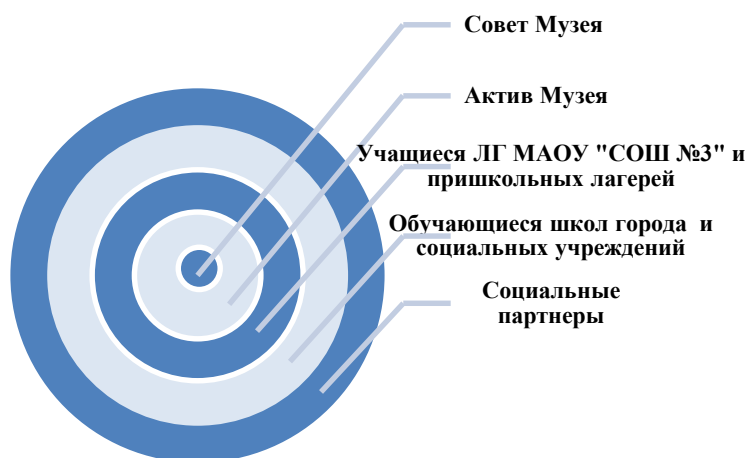 Совет Музея
Актив Музея
Учащиеся ЛГ МАОУ "СОШ №3" и
пришкольных лагерей
Обучающиеся школ города и
социальных учреждений
Социальные
партнеры